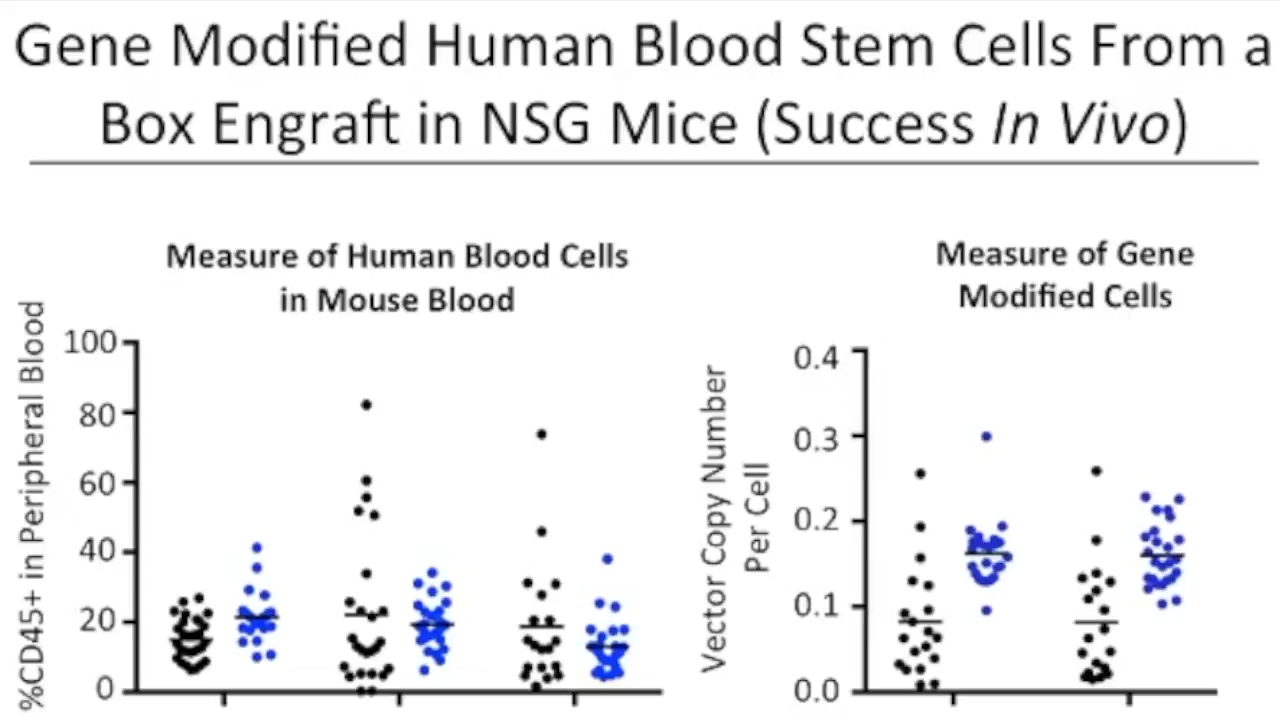 Gene Modified Human Blood Stem Cells From a
Box Engraft in NSG Mice (Success In Vivo)
Measure of Human Blood Cells
in Mouse Blood
%CD45+ in Peripheral Blood
100
80
60
40
20
0
Measure of Gene
Modified Cells
Vector Copy Number
Per Cell
0.4
0.3
0.2
0.1
0.0